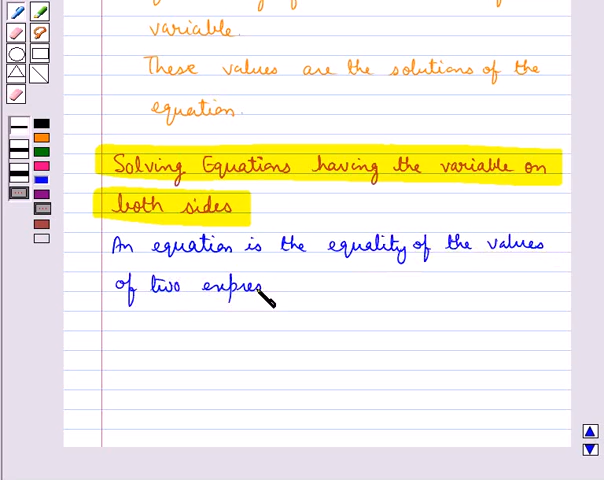 variable.
These values are the solutions of the
equation.
Solving Equations having the variable on
both sides
An equation is the equality of the values
of two expres